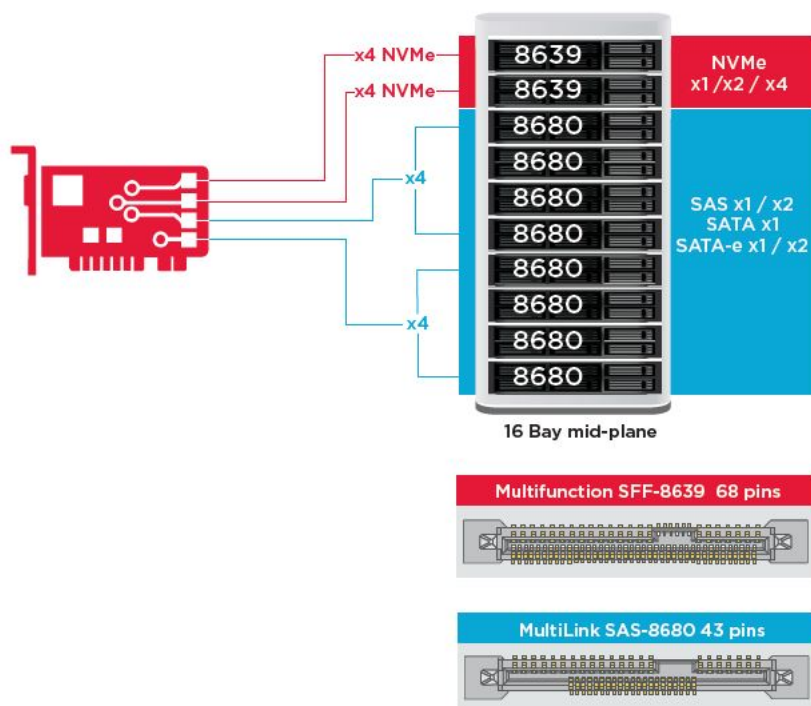 x4 NVMe
x4 NVMe
x4
x4
8639
8639
8680
8680
8680
8680
8680
8680
8680
8680
NVMe
x1 /x2 / x4
SAS x1 / x2
SATA x1
SATA-e x1 / x2
16 Bay mid-plane
Multifunction SFF-8639 68 pins
MultiLink SAS-8680 43 pins